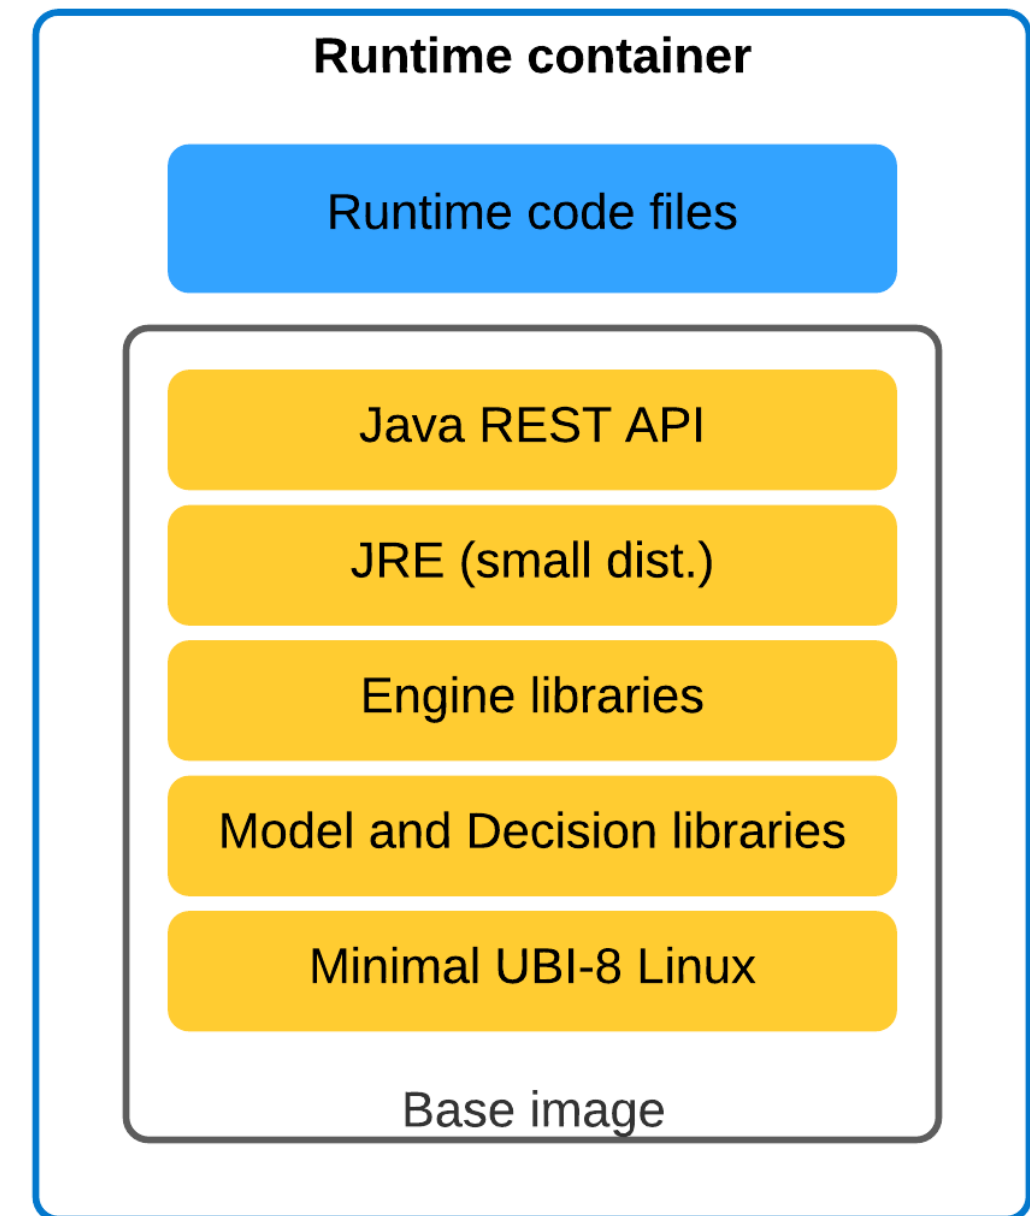 Runtime container
Runtime code files
Java REST API
JRE (small dist.)
Engine libraries
Model and Decision libraries
Minimal UBI-8 Linux
Base image